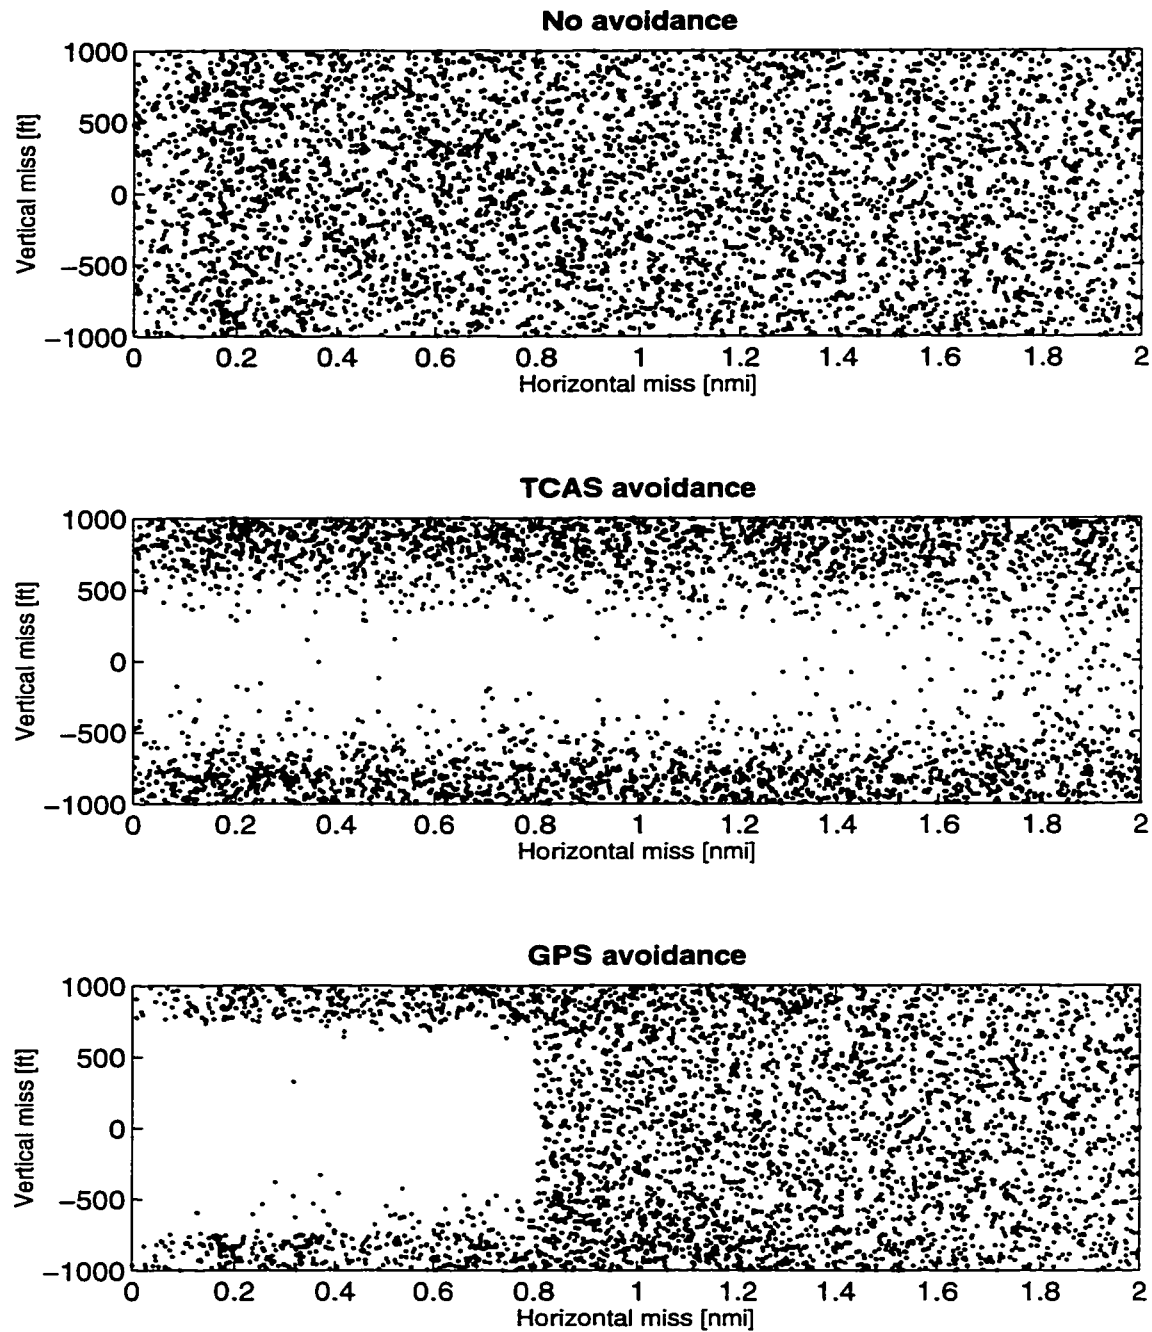 No avoidance
1000
500
0
−500
−1000
Vertical miss [ft]
0 0.2 0.4 0.6 0.8 1 1.2 1.4 1.6 1.8 2
Horizontal miss [nmi]
TCAS avoidance
1000
500
0
−500
−1000
Vertical miss [ft]
0 0.2 0.4 0.6 0.8 1 1.2 1.4 1.6 1.8 2
Horizontal miss [nmi]
GPS avoidance
1000
500
0
−500
−1000
Vertical miss [ft]
0 0.2 0.4 0.6 0.8 1 1.2 1.4 1.6 1.8 2
Horizontal miss [nmi]